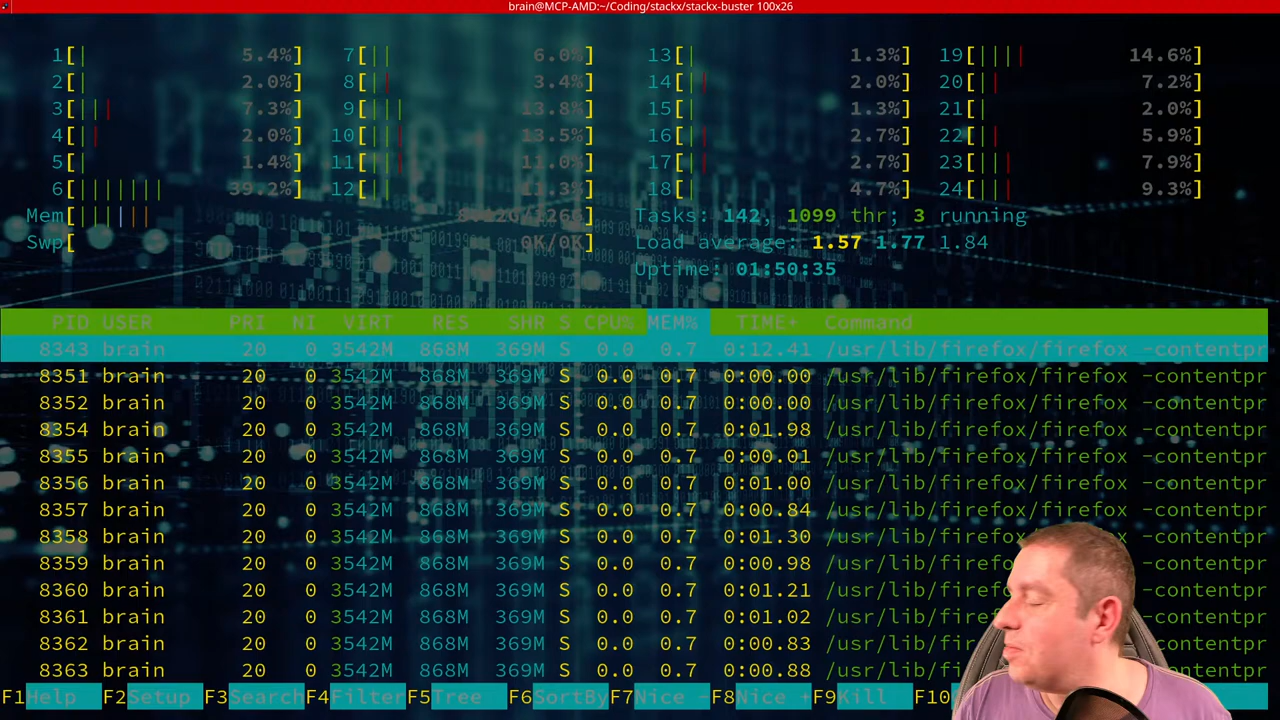 brain@MCP-AMD:~/Coding/stackx/stackx-buster 100x26
1[| 5.4%] 7[|| 6.0%] 13[| 1.3%] 19[|||| 14.6%]
2[| 2.0%] 8[|| 3.4%] 14[|| 2.0%] 20[|| 7.2%]
3[||| 7.3%] 9[||| 13.8%] 15[| 1.3%] 21[| 2.0%]
4[|| 2.0%] 10[||| 13.5%] 16[|| 2.7%] 22[|| 5.9%]
5[| 1.4%] 11[||| 11.0%] 17[|| 2.7%] 23[||| 7.9%]
6[||||||| 39.2%] 12[|| 11.3%] 18[| 4.7%] 24[||| 9.3%]
Mem[|||||| /126G] Tasks: 142, 1099 thr; 3 running
Swp[ 0K/0K] Load average: 1.57 1.77 1.84
Uptime: 01:50:35
PID USER PRI NI VIRT RES SHR S CPU% MEM% TIME+ Command
8343 brain 20 0 3542M 868M 369M S 0.0 0.7 0:12.41 /usr/lib/firefox/firefox -contentpr
8351 brain 20 0 3542M 868M 369M S 0.0 0.7 0:00.00 /usr/lib/firefox/firefox -contentpr
8352 brain 20 0 3542M 868M 369M S 0.0 0.7 0:00.00 /usr/lib/firefox/firefox -contentpr
8354 brain 20 0 3542M 868M 369M S 0.0 0.7 0:01.98 /usr/lib/firefox/firefox -contentpr
8355 brain 20 0 3542M 868M 369M S 0.0 0.7 0:00.01 /usr/lib/firefox/firefox -contentpr
8356 brain 20 0 3542M 868M 369M S 0.0 0.7 0:01.00 /usr/lib/firefox/firefox -contentpr
8357 brain 20 0 3542M 868M 369M S 0.0 0.7 0:00.84 /usr/lib/firefox/firefox -contentpr
8358 brain 20 0 3542M 868M 369M S 0.0 0.7 0:01.30 /usr/lib/firefox/fire -contentpr
8359 brain 20 0 3542M 868M 369M S 0.0 0.7 0:00.98 /usr/lib/firefo contentpr
8360 brain 20 0 3542M 868M 369M S 0.0 0.7 0:01.21 /usr/lib/firefo contentpr
8361 brain 20 0 3542M 868M 369M S 0.0 0.7 0:01.02 /usr/lib/firefo contentpr
8362 brain 20 0 3542M 868M 369M S 0.0 0.7 0:00.83 /usr/lib/fire -contentpr
8363 brain 20 0 3542M 868M 369M S 0.0 0.7 0:00.88 /usr/lib/fir contentpr
F1Help F2Setup F3SearchF4FilterF5Tree F6SortByF7Nice -F8Nice +F9Kill F10